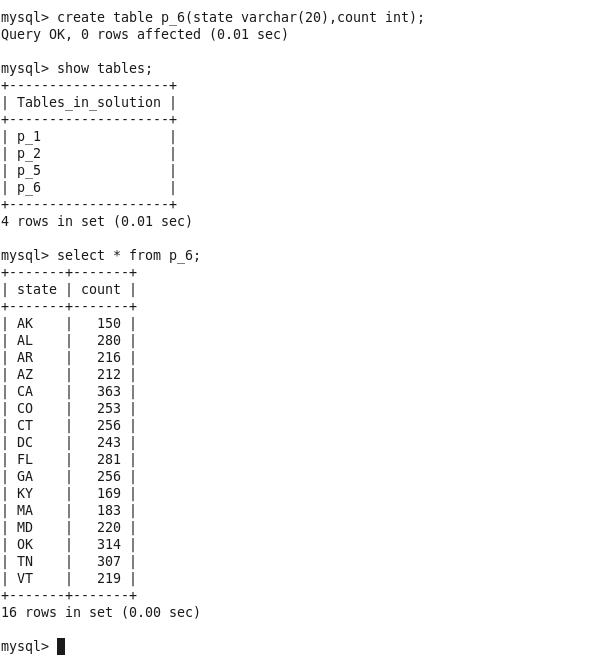 mysql> create table p_6(state varchar(20),count int);
Query OK, 0 rows affected (0.01 sec)
mysql> show tables;
+--------------------+
| Tables_in_solution |
+--------------------+
| p_1                |
| p_2                |
| p_5                |
| p_6                |
+--------------------+
4 rows in set (0.01 sec)
mysql> select * from p_6;
+-------+-------+
| state | count |
+-------+-------+
| AK    |   150 |
| AL    |   280 |
| AR    |   216 |
| AZ    |   212 |
| CA    |   363 |
| CO    |   253 |
| CT    |   256 |
| DC    |   243 |
| FL    |   281 |
| GA    |   256 |
| KY    |   169 |
| MA    |   183 |
| MD    |   220 |
| OK    |   314 |
| TN    |   307 |
| VT    |   219 |
+-------+-------+
16 rows in set (0.00 sec)
mysql>